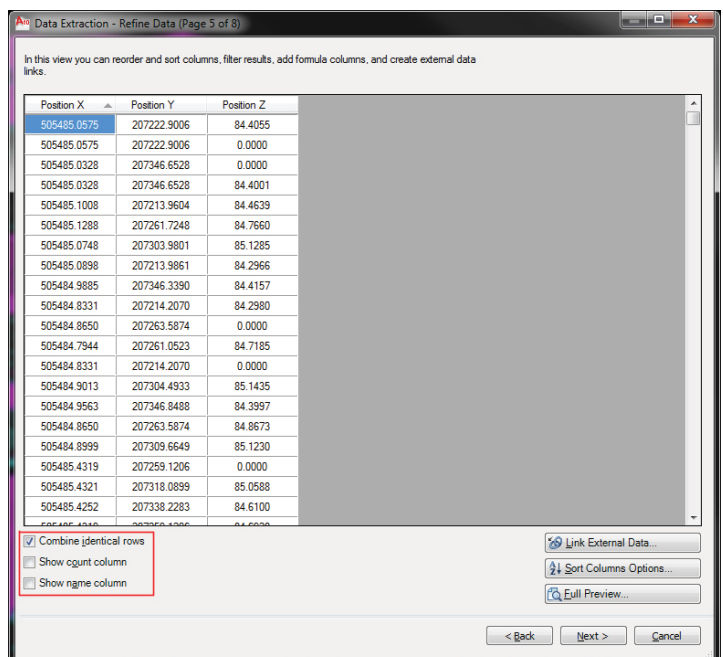 Data Extraction - Refine Data (Page 5 of 8)
In this view you can reorder and sort columns, filter results, add formula columns, and create external data
links.
Position X Position Y Position Z
505485.0575 207222.9006 84.4055
505485.0575 207222.9006 0.0000
505485.0328 207346.6528 0.0000
505485.0328 207346.6528 84.4001
505485.1008 207213.9604 84.4639
505485.1288 207261.7248 84.7660
505485.0748 207303.9801 85.1285
505485.0898 207213.9861 84.2966
505484.9885 207346.3390 84.4157
505484.8331 207214.2070 84.2980
505484.8650 207263.5874 0.0000
505484.7944 207261.0523 84.7185
505484.8331 207214.2070 0.0000
505484.9013 207304.4933 85.1435
505484.9563 207346.8488 84.3997
505484.8650 207263.5874 84.8673
505484.8999 207309.6649 85.1230
505485.4319 207259.1206 0.0000
505485.4321 207318.0899 85.0588
505485.4252 207338.2283 84.6100
Combine identical rows
Show count column
Show name column
Link External Data...
Sort Columns Options...
Full Preview...
< Back Next > Cancel